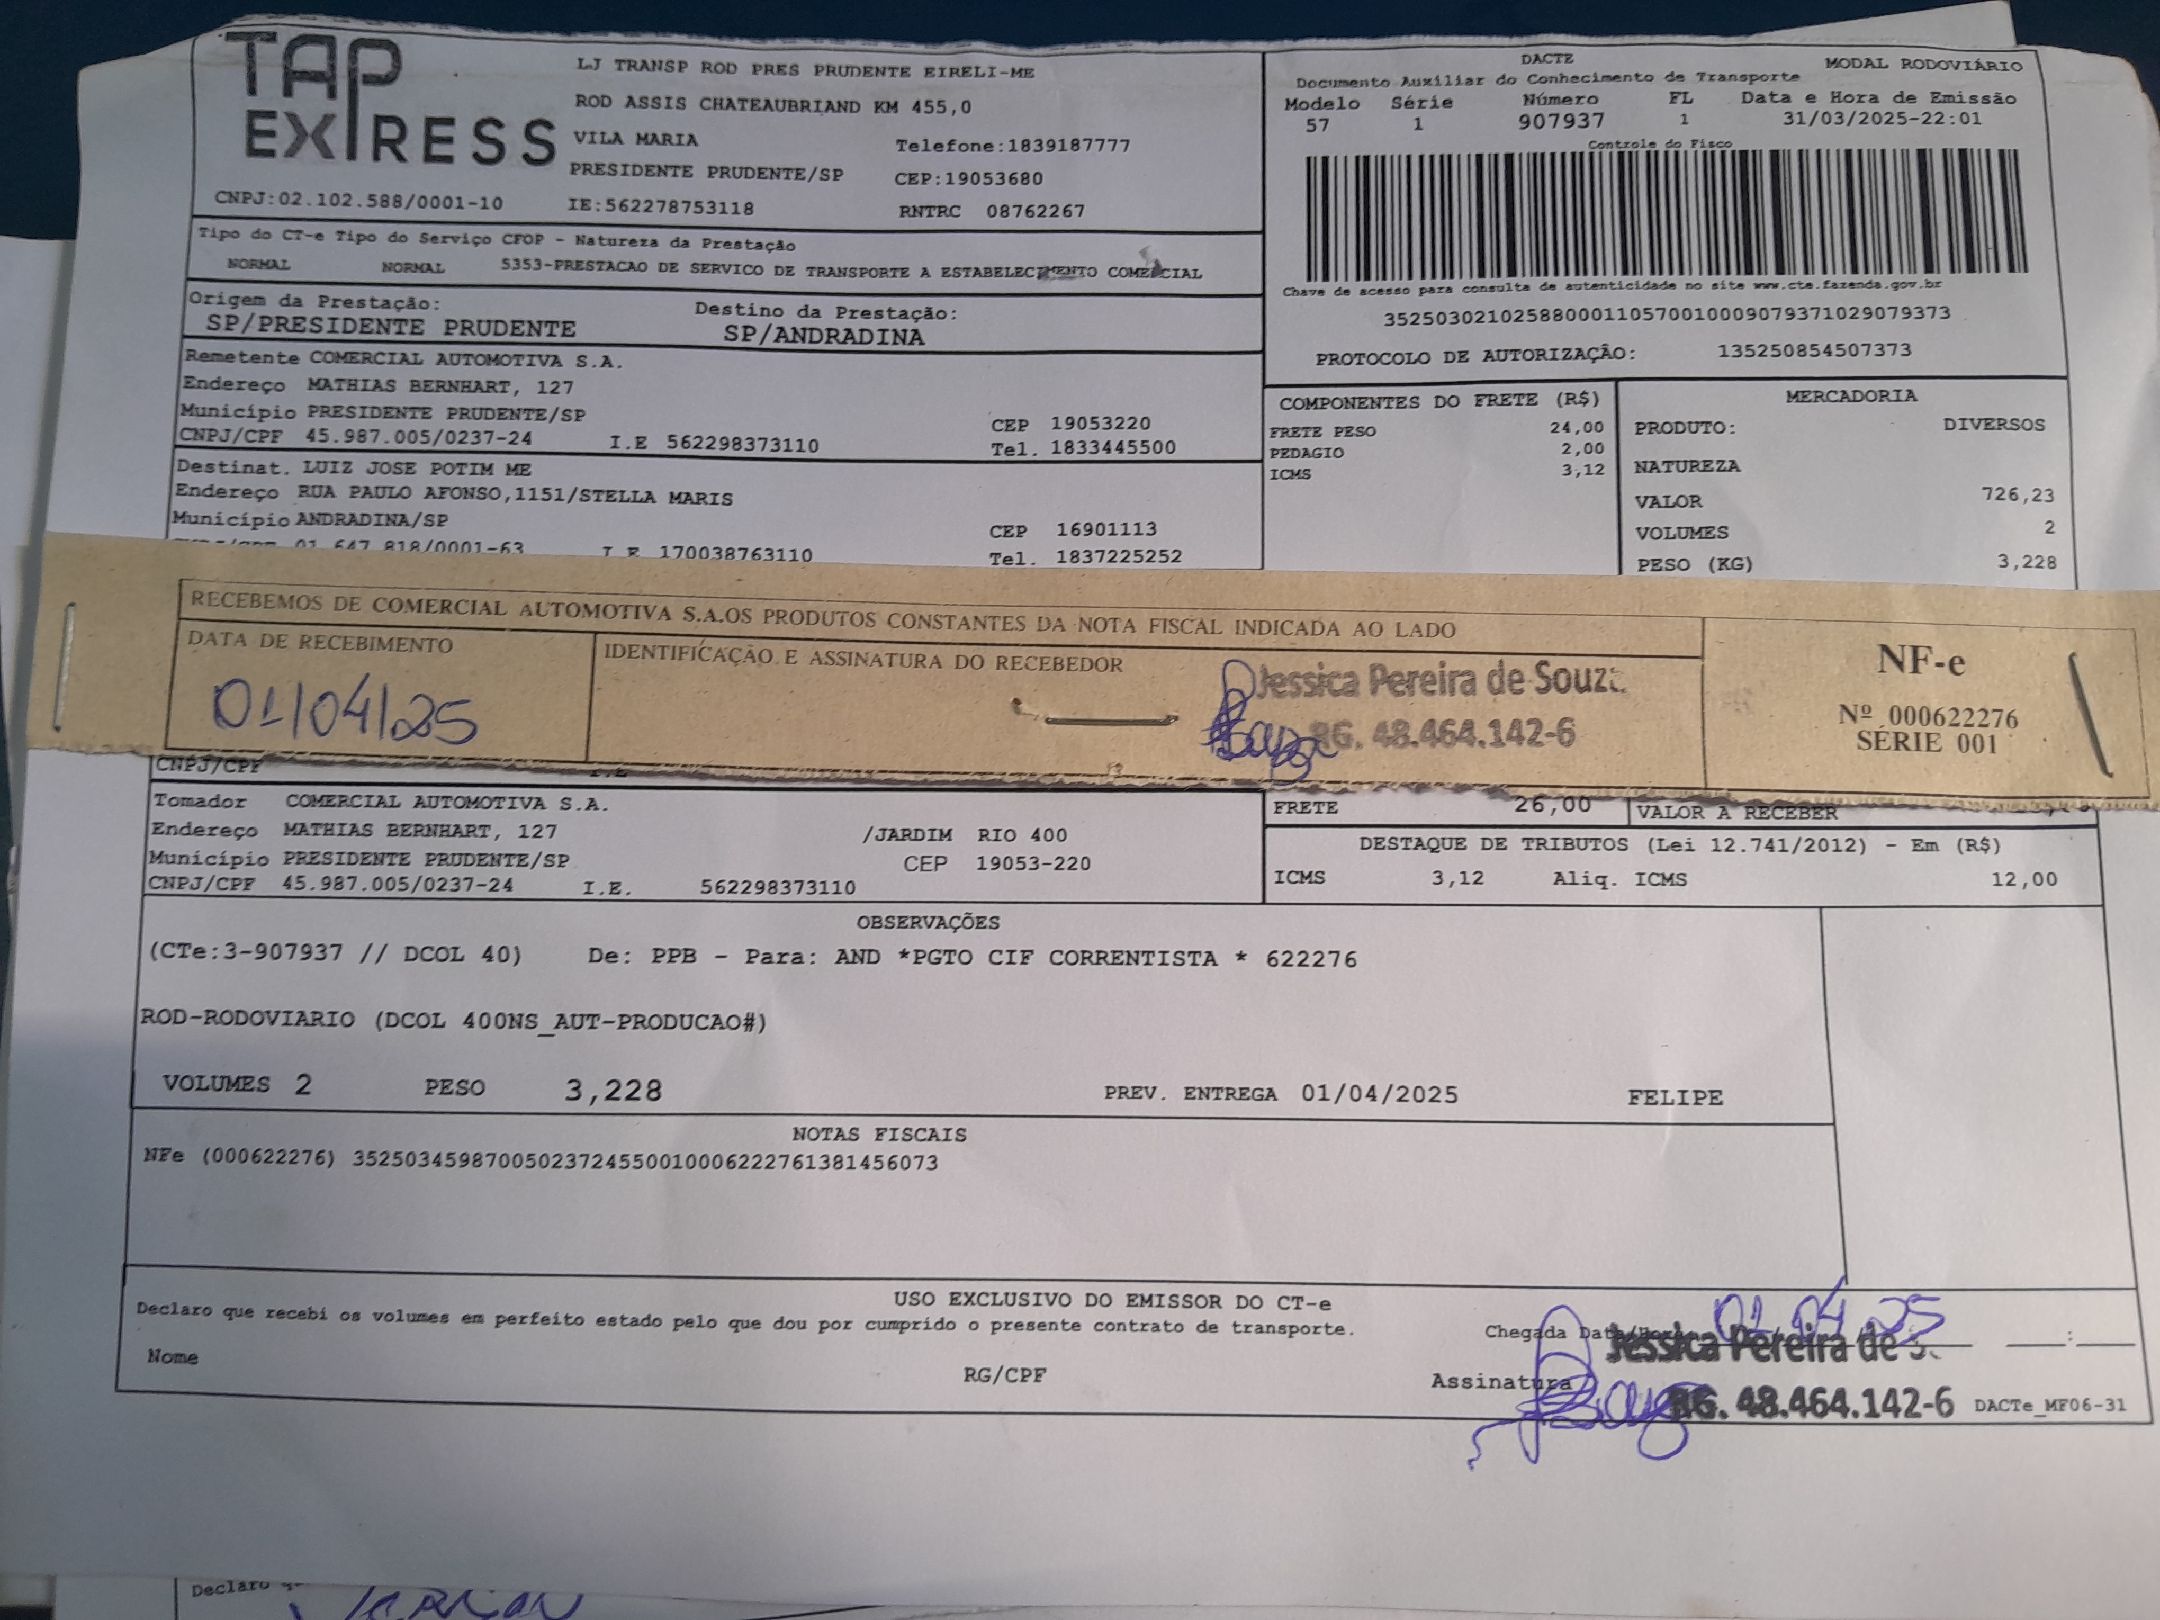 TAP EXPRESS
LJ TRANSP ROD PRES PRUDENTE EIRELI-ME
ROD ASSIS CHATEAUBRIAND KM 455,0
VILA MARIA Telefone:1839187777
PRESIDENTE PRUDENTE/SP CEP:19053680
CNPJ:02.102.588/0001-10 IE:562278753118 RNTRC 08762267
DACTE MODAL RODOVIÁRIO
Documento Auxiliar do Conhecimento de Transporte
Modelo Série Número FL Data e Hora de Emissão
57 1 907937 1 31/03/2025-22:01
Controle do Fisco
Chave de acesso para consulta de autenticidade no site www.cte.fazenda.gov.br
35250302102588000110570010009079371029079373
PROTOCOLO DE AUTORIZAÇÃO: 135250854507373
Tipo do CT-e Tipo do Serviço CFOP - Natureza da Prestação
NORMAL NORMAL 5353-PRESTACAO DE SERVICO DE TRANSPORTE A ESTABELECIMENTO COMERCIAL
Origem da Prestação: Destino da Prestação:
SP/PRESIDENTE PRUDENTE SP/ANDRADINA
Remetente COMERCIAL AUTOMOTIVA S.A.
Endereço MATHIAS BERNHART, 127
Município PRESIDENTE PRUDENTE/SP CEP 19053220
CNPJ/CPF 45.987.005/0237-24 I.E 562298373110 Tel. 1833445500
Destinat. LUIZ JOSE POTIM ME
Endereço RUA PAULO AFONSO,1151/STELLA MARIS
Município ANDRADINA/SP CEP 16901113
CNPJ/CPF 01.647.818/0001-63 I.E 170038763110 Tel. 1837225252
COMPONENTES DO FRETE (R$)
FRETE PESO 24,00
PEDAGIO 2,00
ICMS 3,12
MERCADORIA
PRODUTO: DIVERSOS
NATUREZA
VALOR 726,23
VOLUMES 2
PESO (KG) 3,228
RECEBEMOS DE COMERCIAL AUTOMOTIVA S.A.OS PRODUTOS CONSTANTES DA NOTA FISCAL INDICADA AO LADO
DATA DE RECEBIMENTO
01/04/25
IDENTIFICAÇÃO E ASSINATURA DO RECEBEDOR
Jessica Pereira de Souza
RG. 48.464.142-6
NF-e
Nº 000622276
SÉRIE 001
CNPJ/CPF I.E
Tomador COMERCIAL AUTOMOTIVA S.A.
Endereço MATHIAS BERNHART, 127 /JARDIM RIO 400
Município PRESIDENTE PRUDENTE/SP CEP 19053-220
CNPJ/CPF 45.987.005/0237-24 I.E. 562298373110
FRETE 26,00 VALOR A RECEBER
DESTAQUE DE TRIBUTOS (Lei 12.741/2012) - Em (R$)
ICMS 3,12 Aliq. ICMS 12,00
OBSERVAÇÕES
(CTe:3-907937 // DCOL 40) De: PPB - Para: AND *PGTO CIF CORRENTISTA * 622276
ROD-RODOVIARIO (DCOL 400NS_AUT-PRODUCAO#)
VOLUMES 2 PESO 3,228 PREV. ENTREGA 01/04/2025 FELIPE
NOTAS FISCAIS
NFe (000622276) 35250345987005023724550010006222761381456073
USO EXCLUSIVO DO EMISSOR DO CT-e
Declaro que recebi os volumes em perfeito estado pelo que dou por cumprido o presente contrato de transporte.
Nome RG/CPF
Chegada Data/Hora 01.04.25 :
Jessica Pereira de S.
Assinatura
RG. 48.464.142-6 DACTe_MF06-31
Declaro